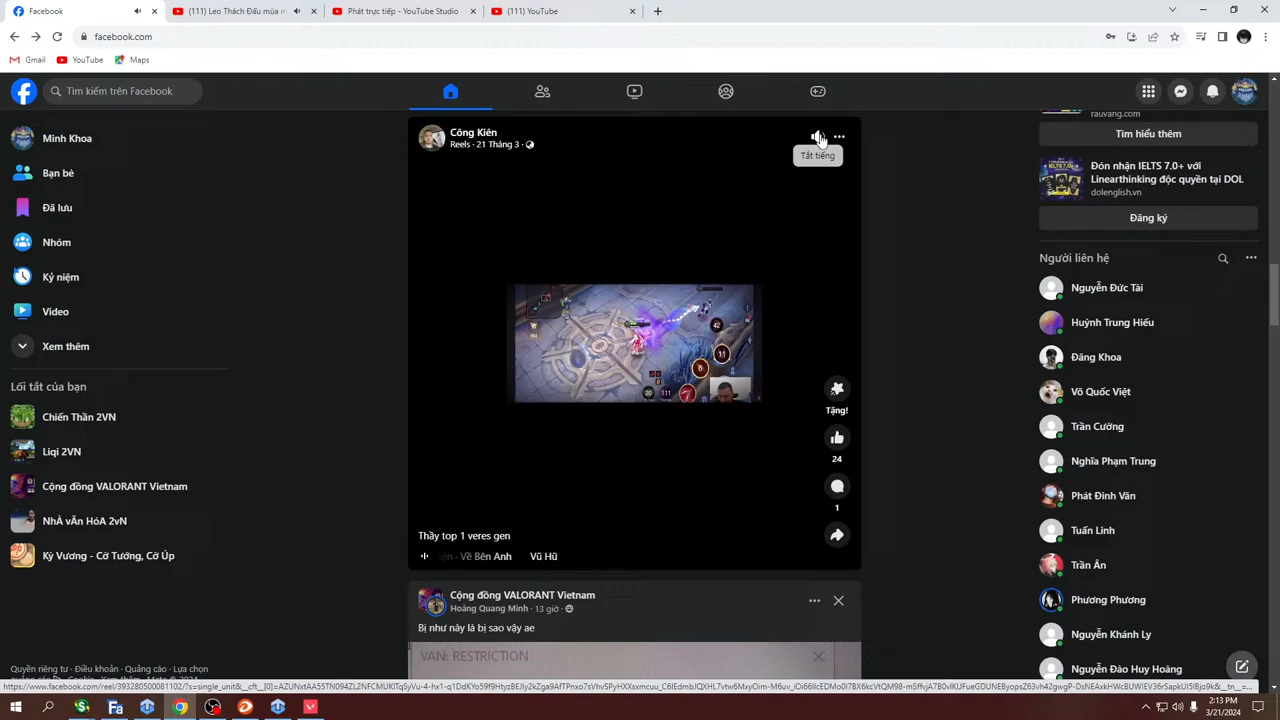 Facebook
(111) Leo Thách Đấu mùa m
Phát trực tiếp - YouTube Studio
(111) YouTube
facebook.com
Gmail
YouTube
Maps
Tìm kiếm trên Facebook
Minh Khoa
Bạn bè
Đã lưu
Nhóm
Kỷ niệm
Video
Xem thêm
Lối tắt của bạn
Chiến Thần 2VN
Liqi 2VN
Cộng đồng VALORANT Vietnam
NhÀ vẪn HóA 2vN
Kỳ Vương - Cờ Tướng, Cờ Úp
Quyền riêng tư · Điều khoản · Quảng cáo · Lựa chọn
Công Kiên
Reels · 21 Tháng 3 ·
Tắt tiếng
42
11
6
20
111
7
Tặng!
24
1
Thầy top 1 veres gen
Về Bên Anh
Vũ Hũ
Cộng đồng VALORANT Vietnam
Hoàng Quang Minh · 13 giờ ·
Bị như này là bị sao vậy ae
VAN: RESTRICTION
rauvang.com
Tìm hiểu thêm
Đón nhận IELTS 7.0+ với
Linearthinking độc quyền tại DOL
dolenglish.vn
Đăng ký
Người liên hệ
Nguyễn Đức Tài
Huỳnh Trung Hiếu
Đăng Khoa
Võ Quốc Việt
Trần Cường
Nghĩa Phạm Trung
Phát Đinh Văn
Tuấn Linh
Trần Ân
Phương Phương
Nguyễn Khánh Ly
Nguyễn Đào Huy Hoàng
2:13 PM
3/21/2024